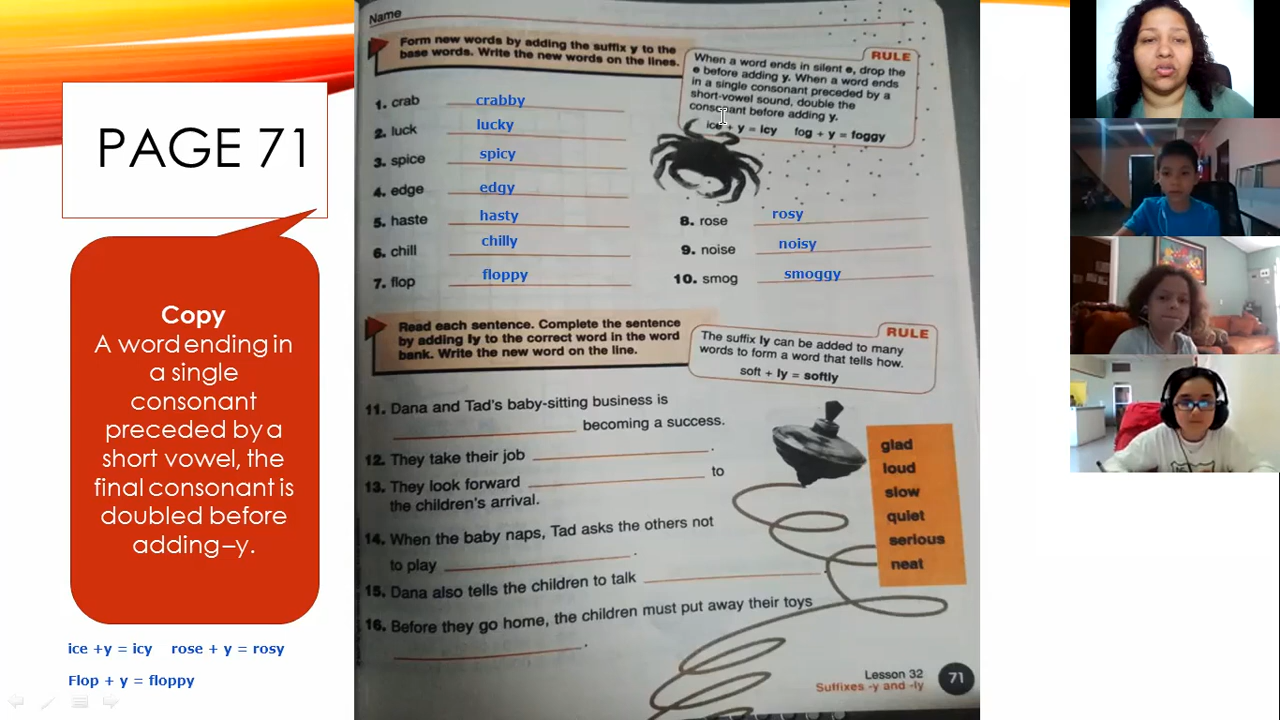 PAGE 71
Copy
A word ending in
a single
consonant
preceded by a
short vowel, the
final consonant is
doubled before
adding –y.
ice +y = icy rose + y = rosy
Flop + y = floppy
Name
Form new words by adding the suffix y to the
base words. Write the new words on the lines.
RULE
When a word ends in silent e, drop the
e before adding y. When a word ends
in a single consonant preceded by a
short-vowel sound, double the
consonant before adding y.
ice + y = icy fog + y = foggy
1. crab crabby
2. luck lucky
3. spice spicy
4. edge edgy
5. haste hasty
6. chill chilly
7. flop floppy
8. rose rosy
9. noise noisy
10. smog smoggy
Read each sentence. Complete the sentence
by adding ly to the correct word in the word
bank. Write the new word on the line.
RULE
The suffix ly can be added to many
words to form a word that tells how.
soft + ly = softly
11. Dana and Tad's baby-sitting business is
becoming a success.
12. They take their job .
13. They look forward to
the children's arrival.
14. When the baby naps, Tad asks the others not
to play .
15. Dana also tells the children to talk .
16. Before they go home, the children must put away their toys
.
glad
loud
slow
quiet
serious
neat
Lesson 32
Suffixes -y and -ly
71